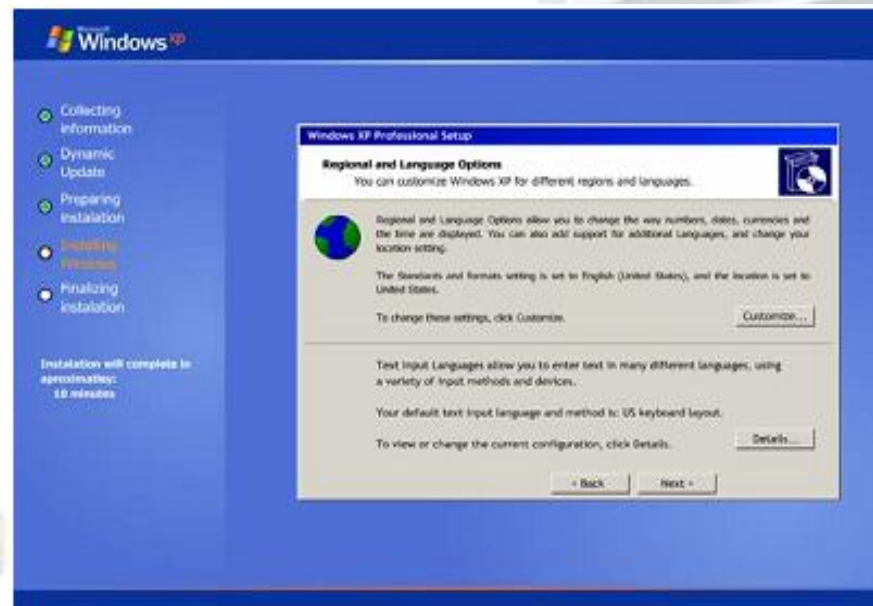 Microsoft
Windows xp
Collecting
information
Dynamic
Update
Preparing
instalation
Installing
Windows
Finalizing
instalation
Instalation will complete in
aproximatley:
10 minutes
Windows XP Professional Setup
Regional and Language Options
You can customize Windows XP for different regions and languages.
Regional and Language Options allow you to change the way numbers, dates, currencies and
the time are displayed. You can also add support for additional languages, and change your
location setting.
The Standards and formats setting is set to English (United States), and the location is set to
United States.
To change these settings, click Customize.
Customize...
Text Input Languages allow you to enter text in many different languages, using
a variety of input methods and devices.
Your default text input language and method is: US keyboard layout.
To view or change the current configuration, click Details.
Details...
< Back
Next >